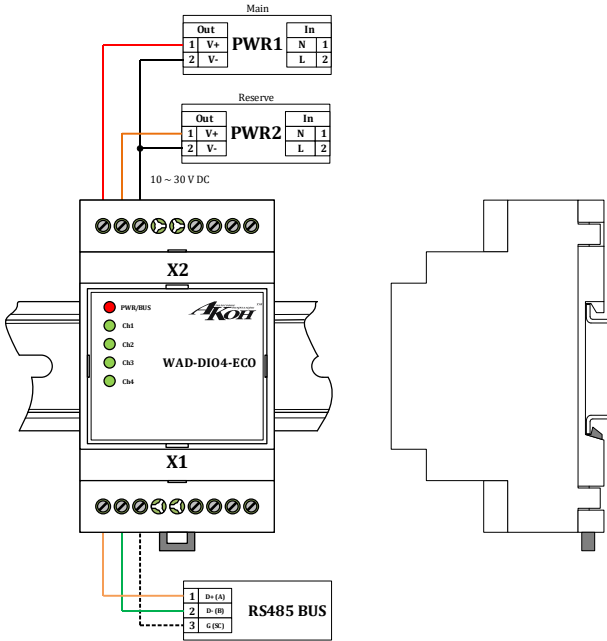 Main
Out
In
1 V+
PWR1
N 1
2 V-
L 2
Reserve
Out
In
1 V+
PWR2
N 1
2 V-
L 2
10 ~ 30 V DC
X2
PWR/BUS
АКОН
TM
Ch1
Ch2
Ch3
WAD-DIO4-ECO
Ch4
X1
1 D+ (A)
2 D- (B)
RS485 BUS
3 G (SC)